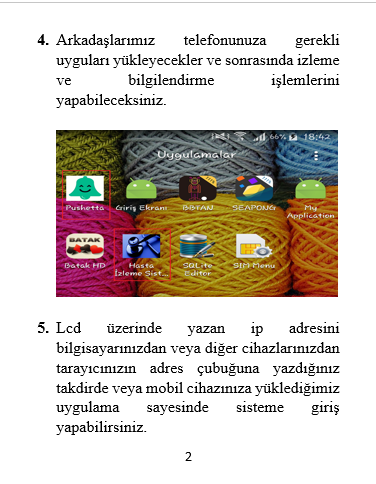 4. Arkadaşlarımız telefonunuza gerekli
uyguları yükleyecekler ve sonrasında izleme
ve bilgilendirme işlemlerini
yapabileceksiniz.
66% 18:42
Uygulamalar
Pushetta Giriş Ekranı BISTAN SEAPONG My
Application
Batak HD Hasta SQLite SIM Menu
İzleme Sist... Editor
5. Lcd üzerinde yazan ip adresini
bilgisayarınızdan veya diğer cihazlarınızdan
tarayıcınızın adres çubuğuna yazdığınız
takdirde veya mobil cihazınıza yüklediğimiz
uygulama sayesinde sisteme giriş
yapabilirsiniz.
2